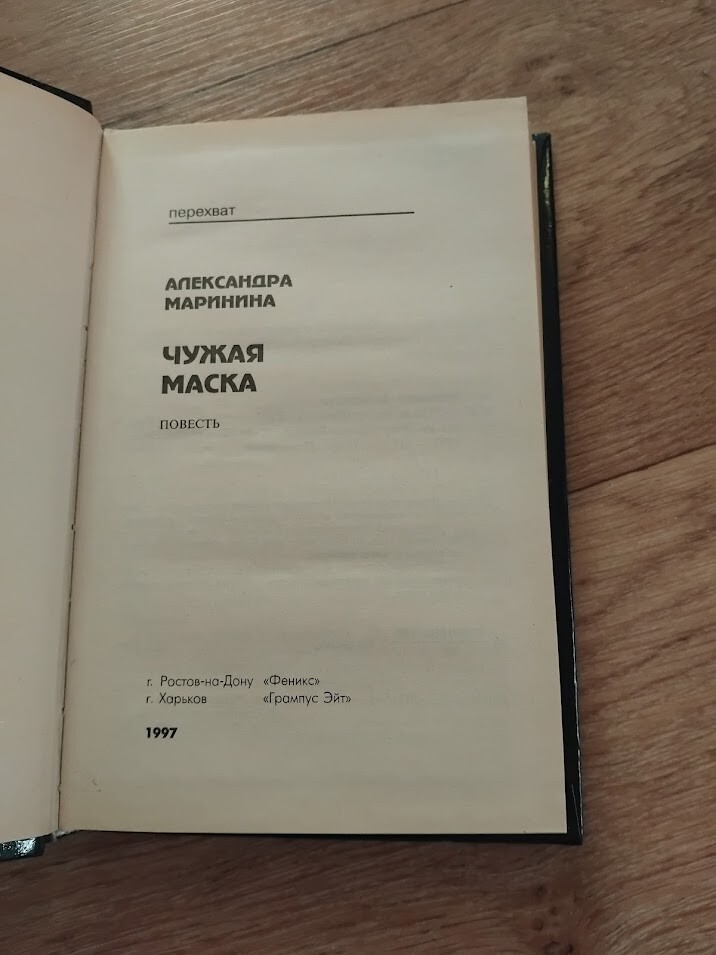 перехват
АЛЕКСАНДРА
МАРИНИНА
ЧУЖАЯ
МАСКА
ПОВЕСТЬ
г. Ростов-на-Дону «Феникс»
г. Харьков «Грампус Эйт»
1997